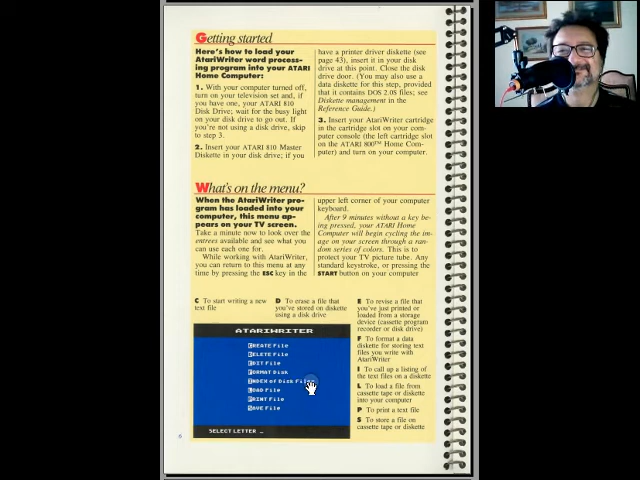 Getting started
Here's how to load your
AtariWriter word process-
ing program into your ATARI
Home Computer:
1. With your computer turned off,
turn on your television set and, if
you have one, your ATARI 810
Disk Drive; wait for the busy light
on your disk drive to go out. If
you're not using a disk drive, skip
to step 3.
2. Insert your ATARI 810 Master
Diskette in your disk drive; if you
have a printer driver diskette (see
page 43), insert it in your disk
drive at this point. Close the disk
drive door. (You may also use a
data diskette for this step, provided
that it contains DOS 2.0S files; see
Diskette management in the
Reference Guide.)
3. Insert your AtariWriter cartridge
in the cartridge slot on your com-
puter console (the left cartridge slot
on the ATARI 800™ Home Com-
puter) and turn on your computer.
What's on the menu?
When the AtariWriter pro-
gram has loaded into your
computer, this menu ap-
pears on your TV screen.
Take a minute now to look over the
entrees available and see what you
can use each one for.
While working with AtariWriter,
you can return to this menu at any
time by pressing the ESC key in the
upper left corner of your computer
keyboard.
After 9 minutes without a key be-
ing pressed, your ATARI Home
Computer will begin cycling the im-
age on your screen through a ran-
dom series of colors. This is to
protect your TV picture tube. Any
standard keystroke, or pressing the
START button on your computer
C To start writing a new
text file
D To erase a file that
you've stored on diskette
using a disk drive
E To revise a file that
you've just printed or
loaded from a storage
device (cassette program
recorder or disk drive)
F To format a data
diskette for storing text
files you write with
AtariWriter
I To call up a listing of
the text files on a diskette
L To load a file from
cassette tape or diskette
into your computer
P To print a text file
S To store a file on
cassette tape or diskette
ATARIWRITER
CREATE File
DELETE File
EDIT File
FORMAT Disk
INDEX of Disk Files
LOAD File
PRINT File
SAVE File
SELECT LETTER
6